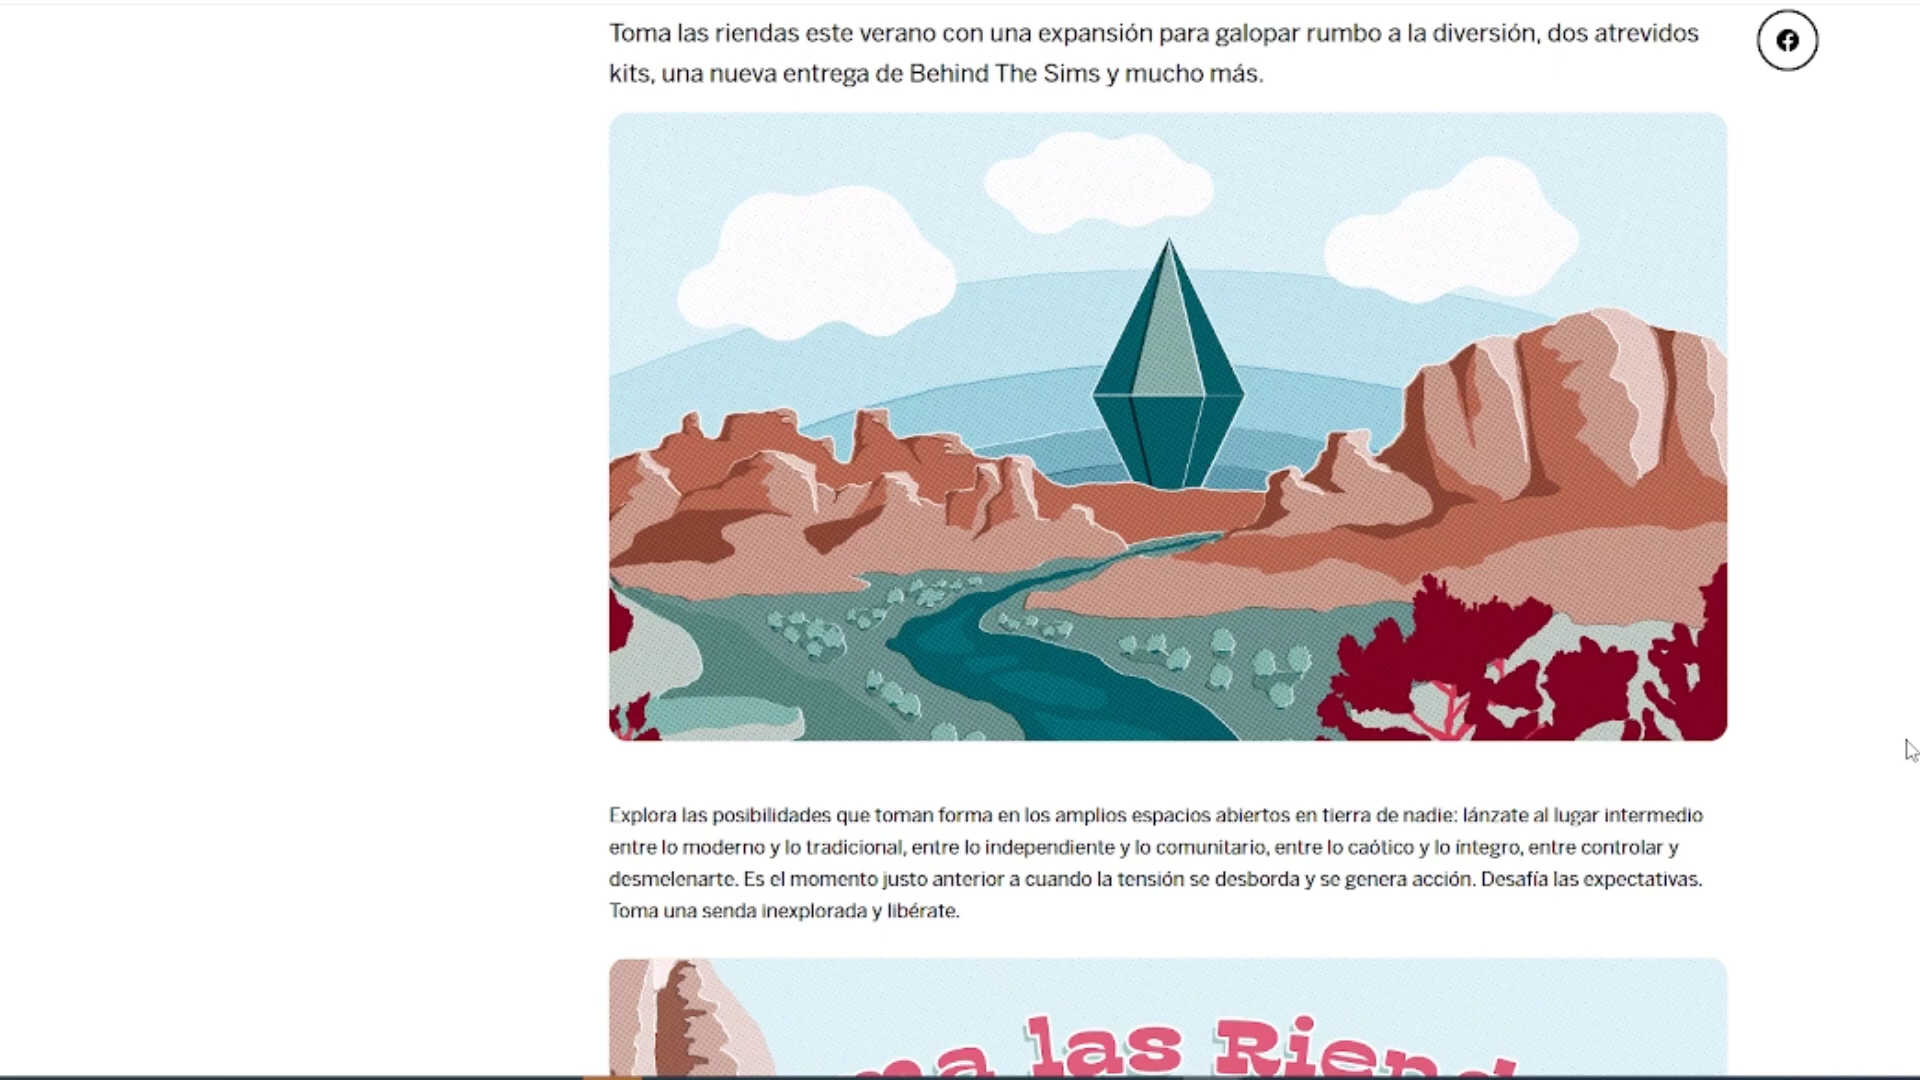 Toma las riendas este verano con una expansión para galopar rumbo a la diversión, dos atrevidos
kits, una nueva entrega de Behind The Sims y mucho más.
Explora las posibilidades que toman forma en los amplios espacios abiertos en tierra de nadie: lánzate al lugar intermedio
entre lo moderno y lo tradicional, entre lo independiente y lo comunitario, entre lo caótico y lo íntegro, entre controlar y
desmelenarte. Es el momento justo anterior a cuando la tensión se desborda y se genera acción. Desafía las expectativas.
Toma una senda inexplorada y libérate.
las